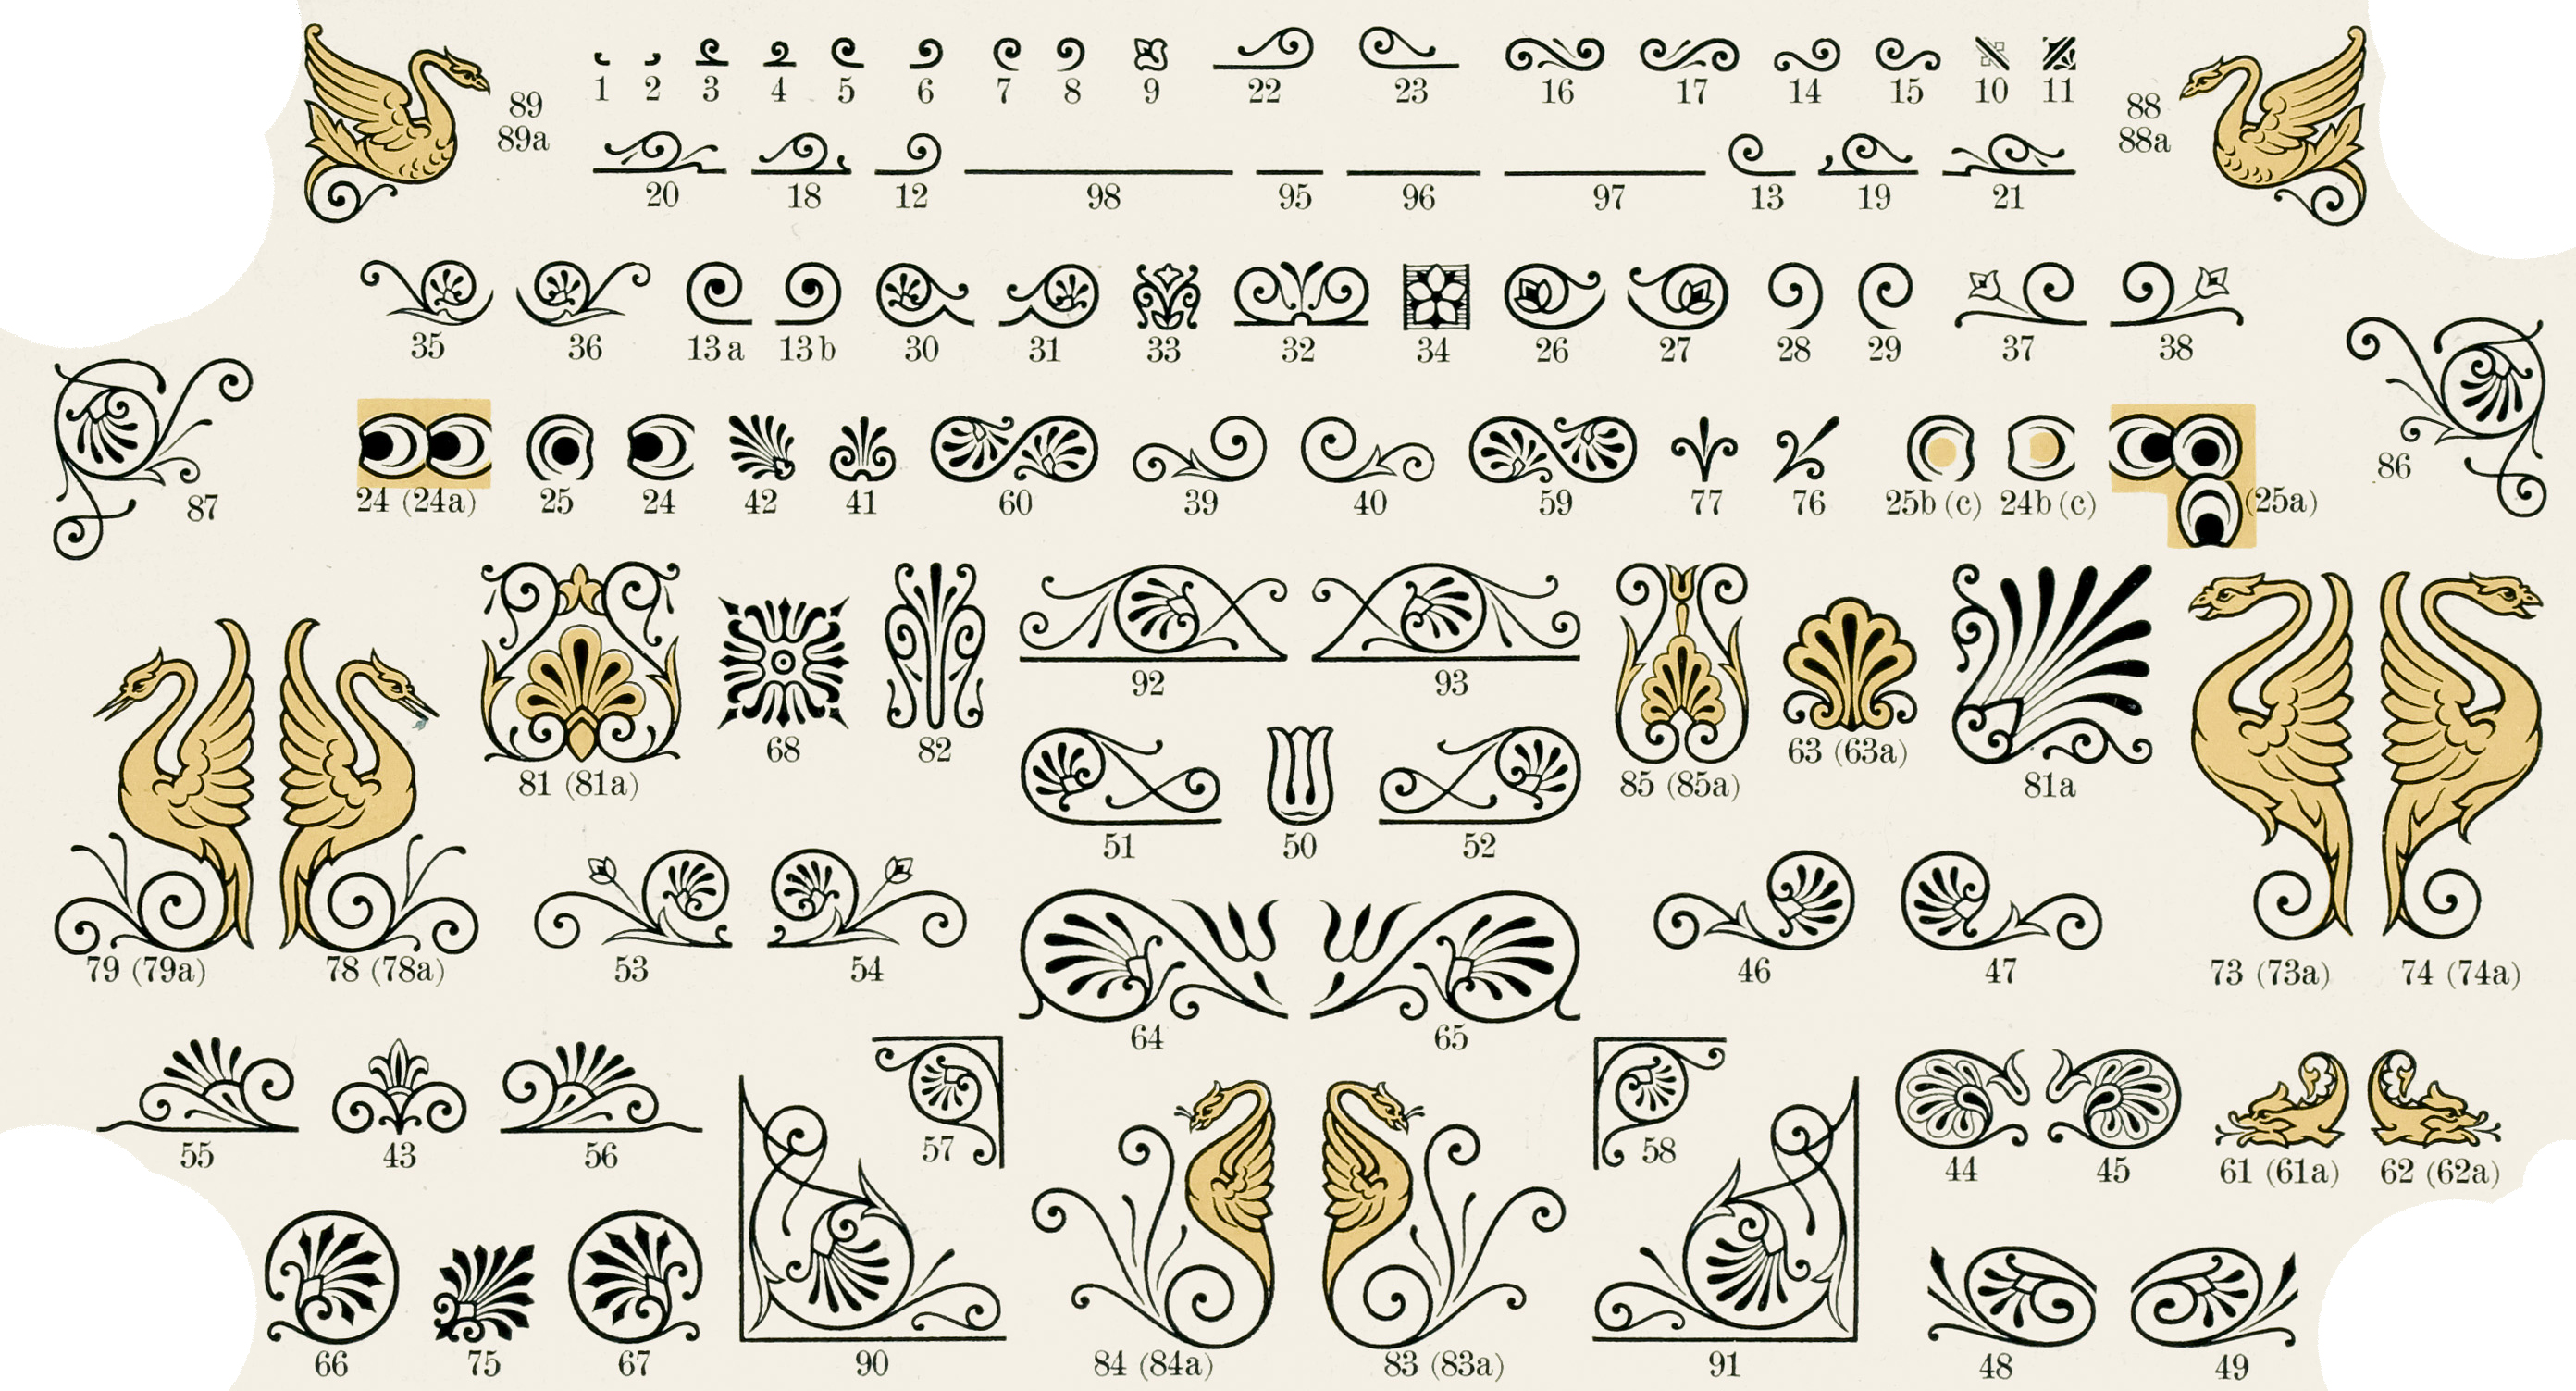 89 1 2 3 4 5 6 7 8 9 22 23 16 17 14 15 10 11 88
89a 88a
20 18 12 98 95 96 97 13 19 21
35 36 13a 13b 30 31 33 32 34 26 27 28 29 37 38
87 24 (24a) 25 24 42 41 60 39 40 59 77 76 25b (c) 24b (c) (25a) 86
92 93
81 (81a) 68 82 85 (85a) 63 (63a) 81a
51 50 52
79 (79a) 78 (78a) 53 54 46 47 73 (73a) 74 (74a)
64 65
55 43 56 57 58 44 45 61 (61a) 62 (62a)
66 75 67 90 84 (84a) 83 (83a) 91 48 49